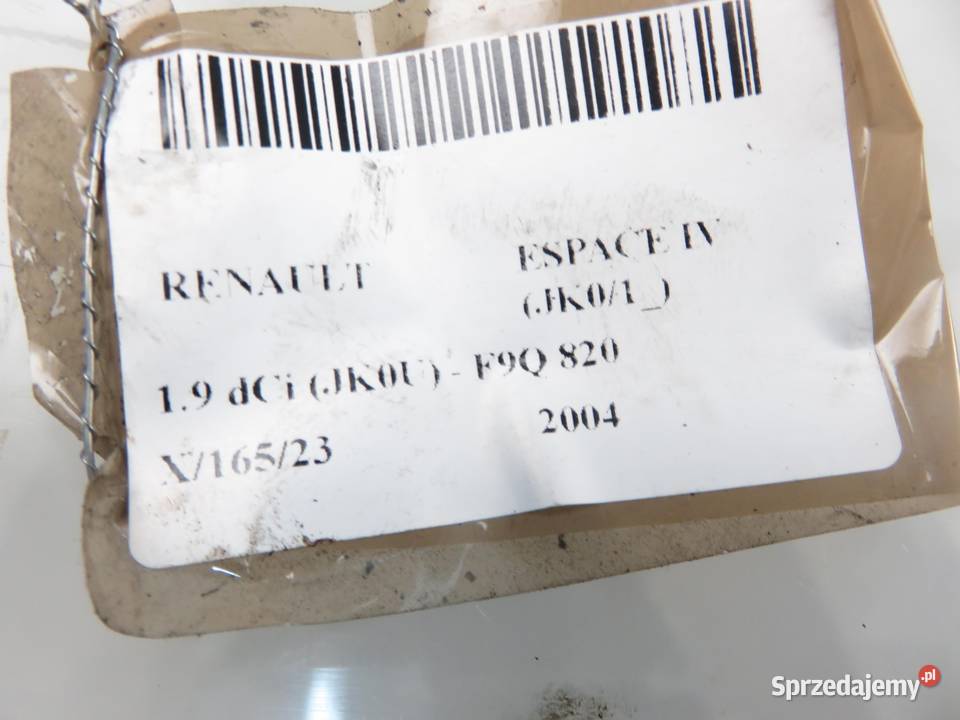 RENAULT ESPACE IV
(JK0/1_)
1.9 dCi (JK0U) - F9Q 820
X/165/23 2004
Sprzedajemy.pl